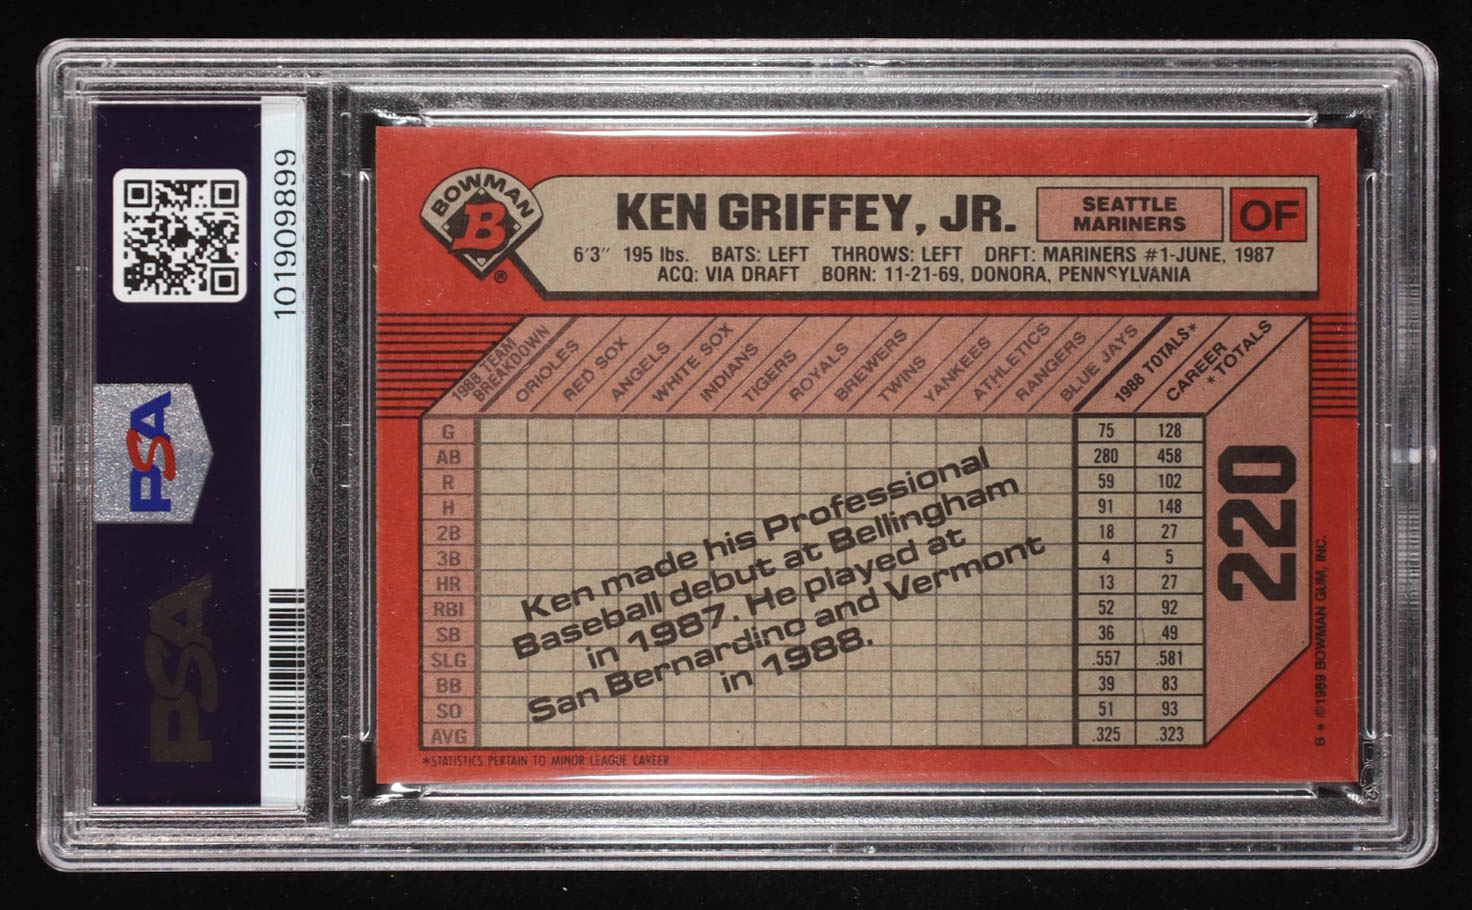 PSA
101909899
PSA
BOWMAN
B
®
KEN GRIFFEY, JR.
SEATTLE
MARINERS
OF
6'3" 195 lbs. BATS: LEFT THROWS: LEFT DRFT: MARINERS #1-JUNE, 1987
ACQ: VIA DRAFT BORN: 11-21-69, DONORA, PENNSYLVANIA
1988 TEAM
BREAKDOWN
ORIOLES
RED SOX
ANGELS
WHITE SOX
INDIANS
TIGERS
ROYALS
BREWERS
TWINS
YANKEES
ATHLETICS
RANGERS
BLUE JAYS
1988 TOTALS*
CAREER
*TOTALS
G 75 128
AB 280 458
R 59 102
H 91 148
2B 18 27
3B 4 5
HR 13 27
RBI 52 92
SB 36 49
SLG .557 .581
BB 39 83
SO 51 93
AVG .325 .323
Ken made his Professional
Baseball debut at Bellingham
in 1987. He played at
San Bernardino and Vermont
in 1988.
220
*STATISTICS PERTAIN TO MINOR LEAGUE CAREER
B * ©1989 BOWMAN GUM, INC.